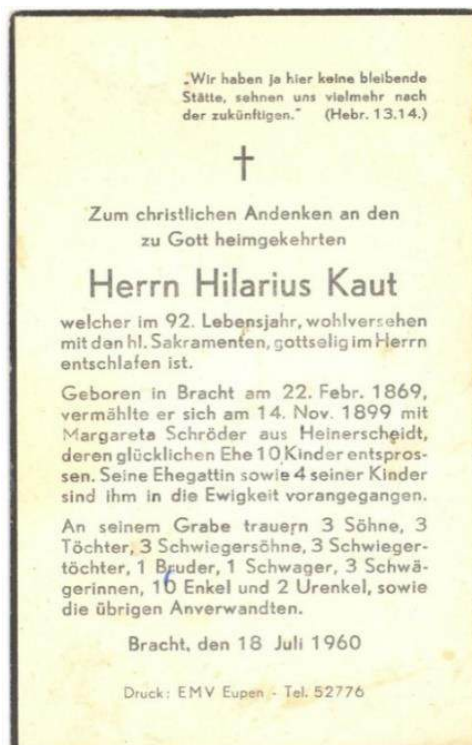 „Wir haben ja hier keine bleibende
Stätte, sehnen uns vielmehr nach
der zukünftigen.“ (Hebr. 13.14.)
Zum christlichen Andenken an den
zu Gott heimgekehrten
Herrn Hilarius Kaut
welcher im 92. Lebensjahr, wohlversehen
mit den hl. Sakramenten, gottselig im Herrn
entschlafen ist.
Geboren in Bracht am 22. Febr. 1869,
vermählte er sich am 14. Nov. 1899 mit
Margareta Schröder aus Heinerscheidt,
deren glücklichen Ehe 10 Kinder entspros-
sen. Seine Ehegattin sowie 4 seiner Kinder
sind ihm in die Ewigkeit vorangegangen.
An seinem Grabe trauern 3 Söhne, 3
Töchter, 3 Schwiegersöhne, 3 Schwieger-
töchter, 1 Bruder, 1 Schwager, 3 Schwä-
gerinnen, Enkel und 2 Urenkel, sowie
die übrigen Anverwandten.
Bracht, den 18 Juli 1960
Druck: EMV Eupen - Tel. 52776